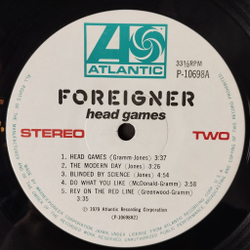 ATLANTIC
33⅓RPM
P-10698A
FOREIGNER
head games
STEREO
TWO
1. HEAD GAMES (Gramm-Jones) 3:37
2. THE MODERN DAY (Jones) 3:26
3. BLINDED BY SCIENCE (Jones) 4:54
4. DO WHAT YOU LIKE (McDonald-Gramm) 3:58
5. REV ON THE RED LINE (Greenwood-Gramm)
3:35
℗ 1979 Atlantic Recording Corporation
(P-10698A2)